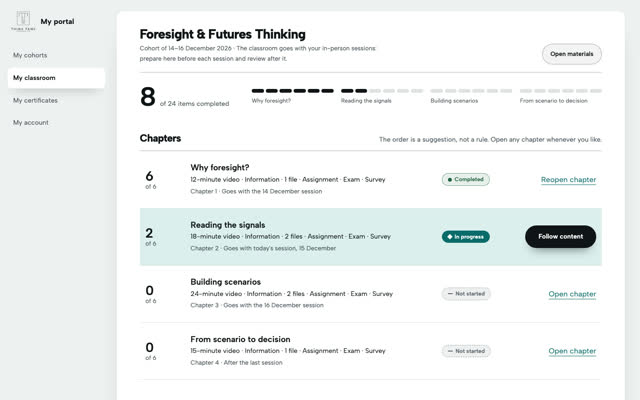 THINK TANK
My portal
My cohorts
My classroom
My certificates
My account
Foresight & Futures Thinking
Cohort of 14–16 December 2026 · The classroom goes with your in-person sessions:
prepare here before each session and review after it.
Open materials
8 of 24 items completed
Why foresight?
Reading the signals
Building scenarios
From scenario to decision
Chapters
The order is a suggestion, not a rule. Open any chapter whenever you like.
6
of 6
Why foresight?
12-minute video · Information · 1 file · Assignment · Exam · Survey
Chapter 1 · Goes with the 14 December session
Completed
Reopen chapter
2
of 6
Reading the signals
18-minute video · Information · 2 files · Assignment · Exam · Survey
Chapter 2 · Goes with today's session, 15 December
In progress
Follow content
0
of 6
Building scenarios
24-minute video · Information · 2 files · Assignment · Exam · Survey
Chapter 3 · Goes with the 16 December session
Not started
Open chapter
0
of 6
From scenario to decision
15-minute video · Information · 1 file · Assignment · Exam · Survey
Chapter 4 · After the last session
Not started
Open chapter